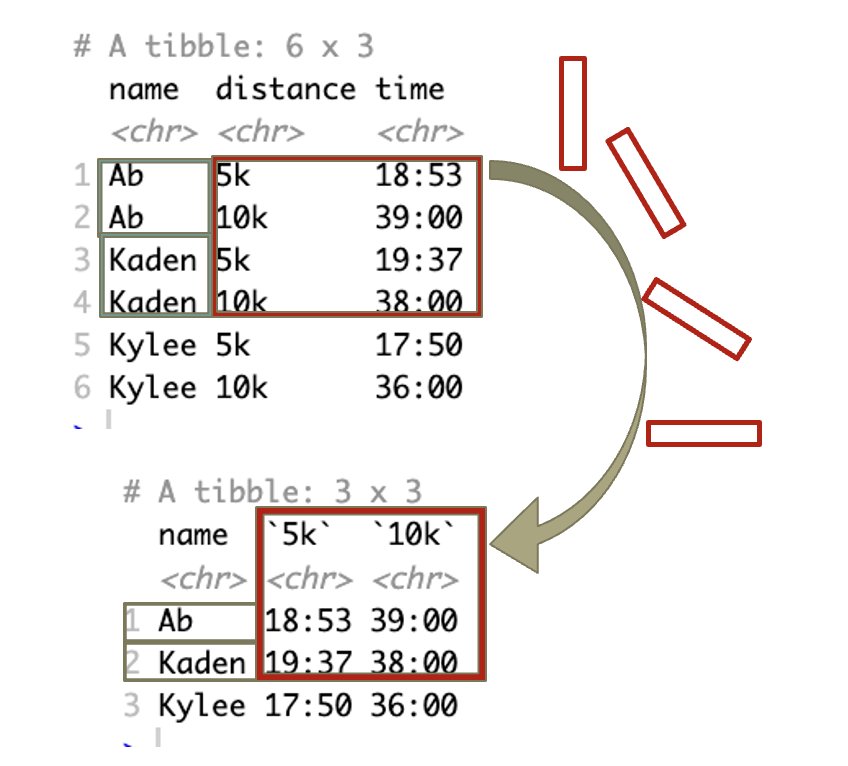 # A tibble: 6 x 3
name distance time
<chr> <chr> <chr>
1 Ab 5k 18:53
2 Ab 10k 39:00
3 Kaden 5k 19:37
4 Kaden 10k 38:00
5 Kylee 5k 17:50
6 Kylee 10k 36:00
# A tibble: 3 x 3
name `5k` `10k`
<chr> <chr> <chr>
1 Ab 18:53 39:00
2 Kaden 19:37 38:00
3 Kylee 17:50 36:00